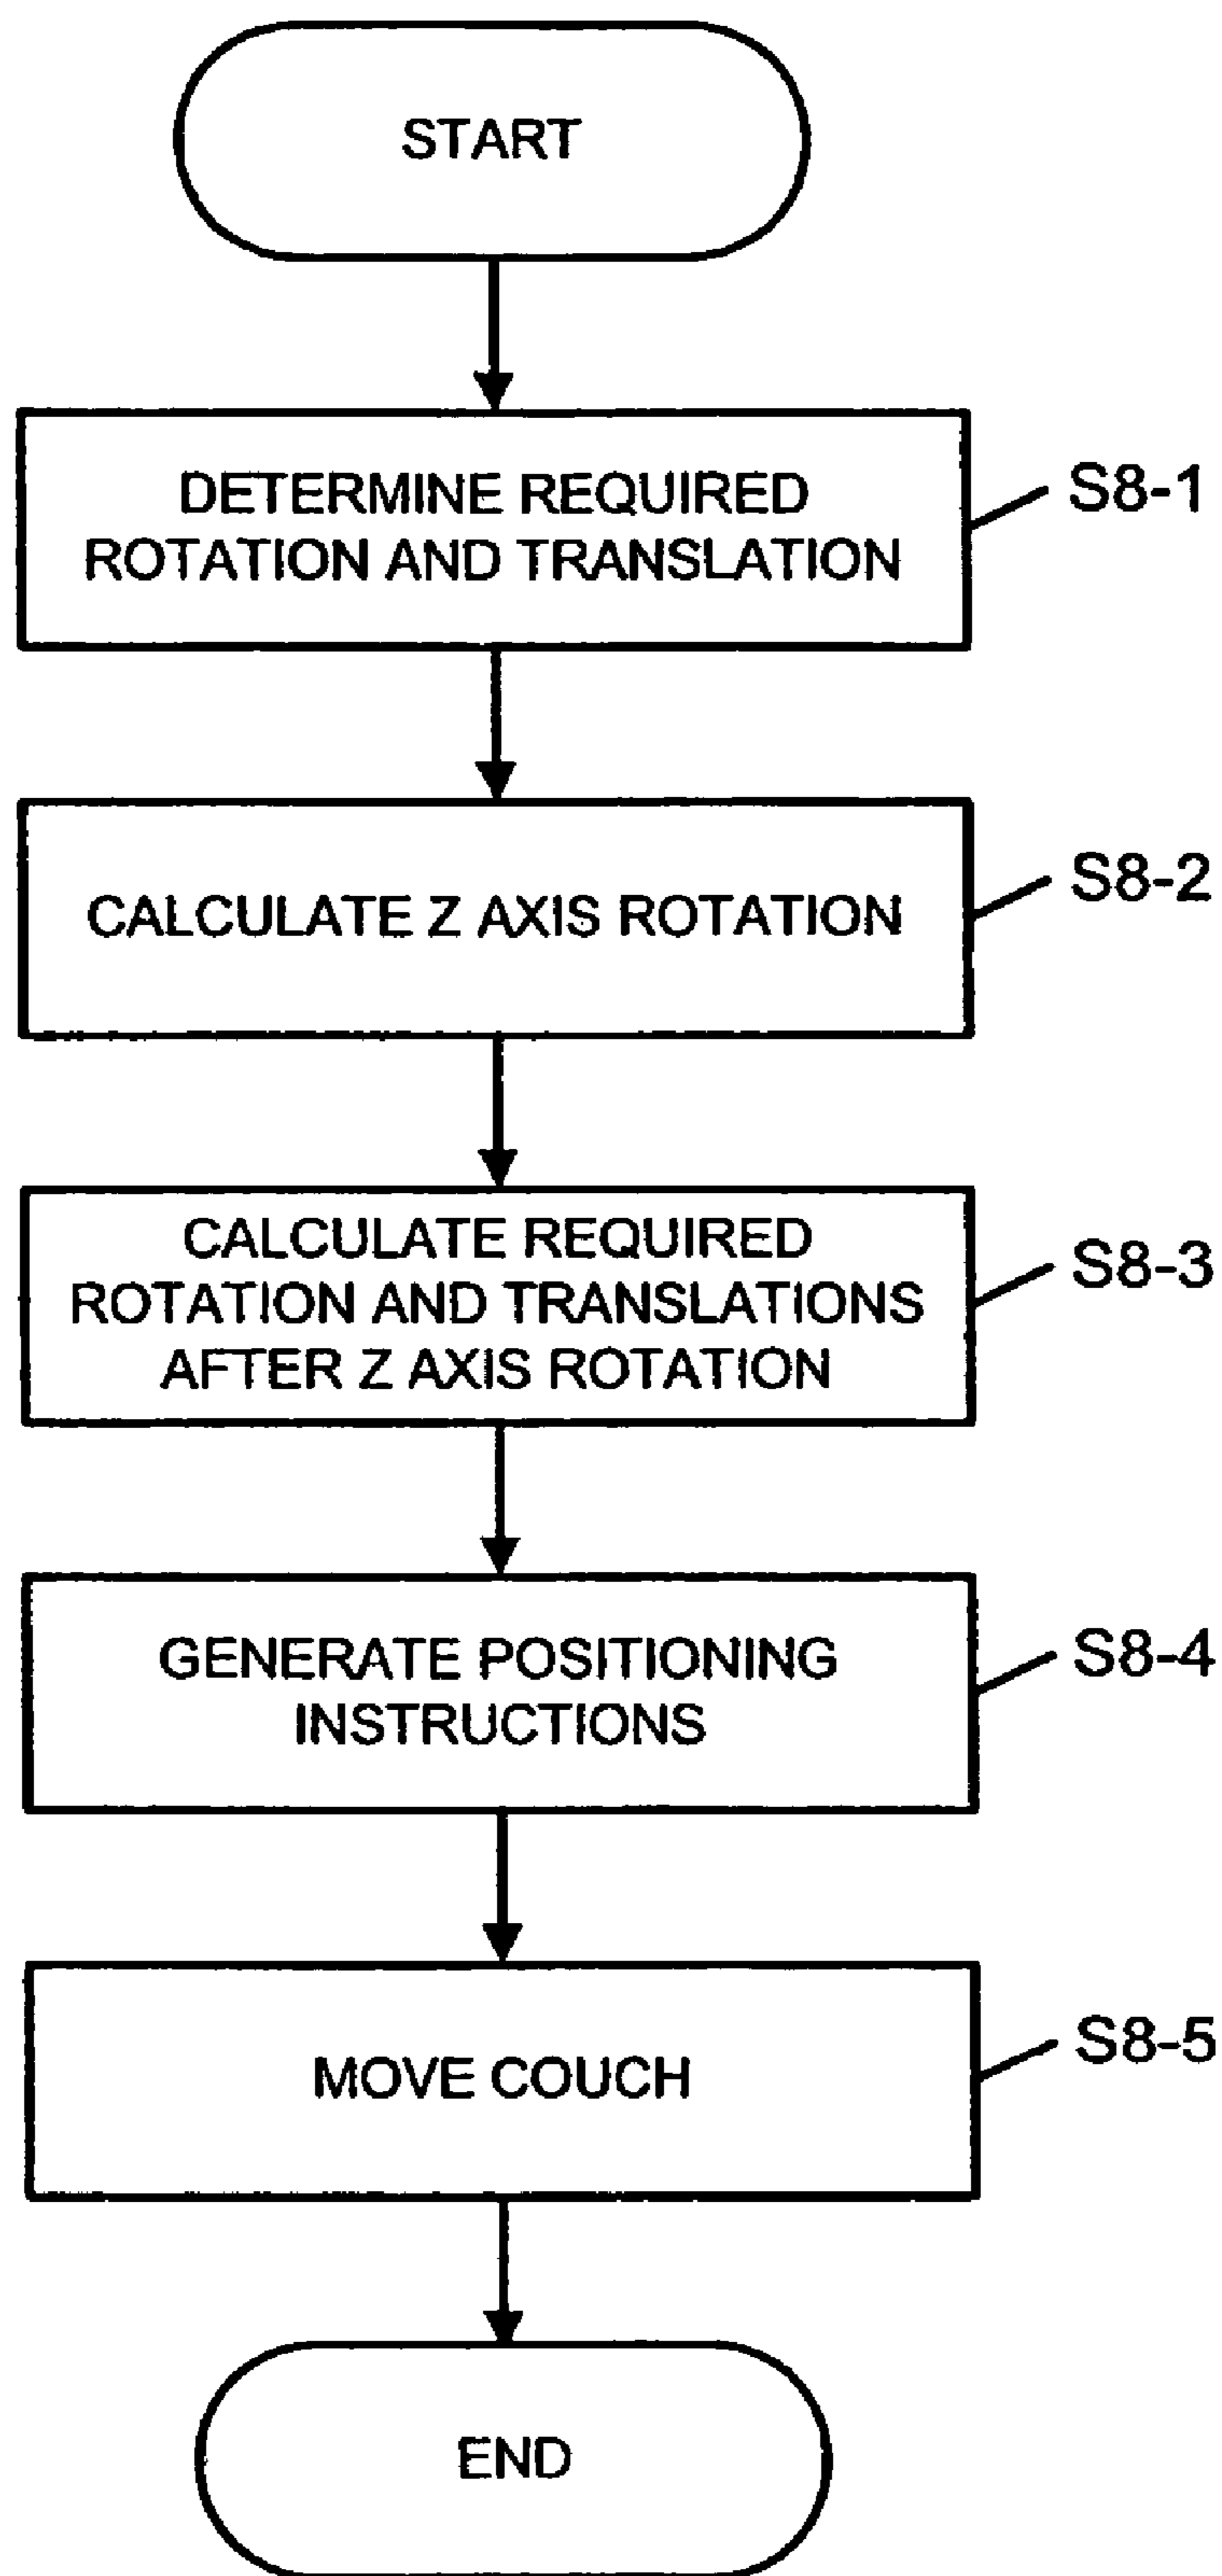 START
DETERMINE REQUIRED
ROTATION AND TRANSLATION
S8-1
CALCULATE Z AXIS ROTATION
S8-2
CALCULATE REQUIRED
ROTATION AND TRANSLATIONS
AFTER Z AXIS ROTATION
S8-3
GENERATE POSITIONING
INSTRUCTIONS
S8-4
MOVE COUCH
S8-5
END